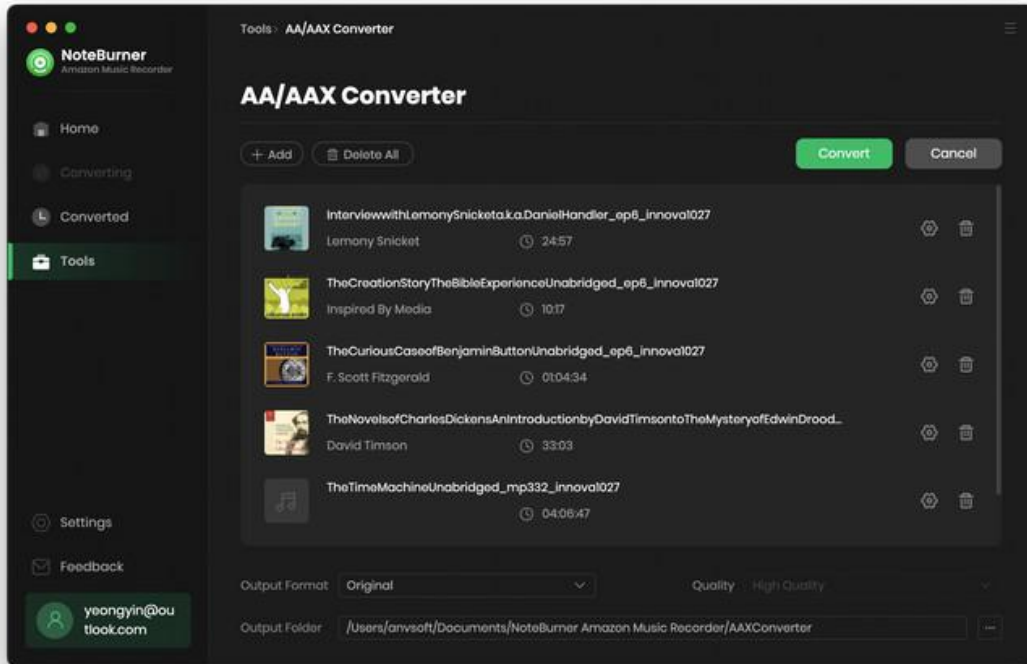 Tools > AA/AAX Converter
NoteBurner
Amazon Music Recorder
AA/AAX Converter
Home
+ Add
Delete All
Convert
Cancel
Converting
Converted
Tools
InterviewwithLemonySnicketa.k.a.DanielHandler_ep6_innova1027
Lemony Snicket
24:57
TheCreationStoryTheBibleExperienceUnabridged_ep6_innova1027
Inspired By Media
10:17
TheCuriousCaseofBenjaminButtonUnabridged_ep6_innova1027
F. Scott Fitzgerald
01:04:34
TheNovelsofCharlesDickensAnIntroductionbyDavidTimsontoTheMysteryofEdwinDrood...
David Timson
33:03
TheTimeMachineUnabridged_mp332_innova1027
04:06:47
Settings
Feedback
yeongyin@ou
tlook.com
Output Format
Original
Quality
High Quality
Output Folder
/Users/anvsoft/Documents/NoteBurner Amazon Music Recorder/AAXConverter
...